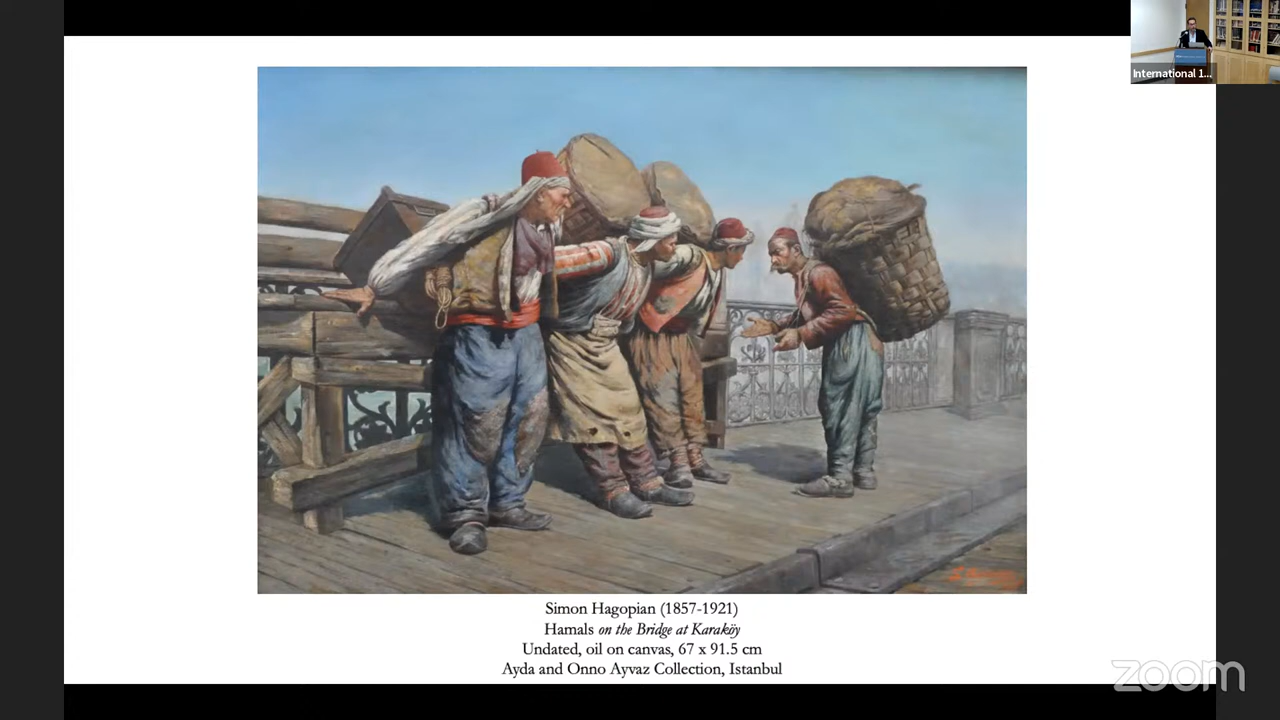 International 1...
Simon Hagopian (1857-1921)
Hamals on the Bridge at Karaköy
Undated, oil on canvas, 67 x 91.5 cm
Ayda and Onno Ayvaz Collection, Istanbul
zoom